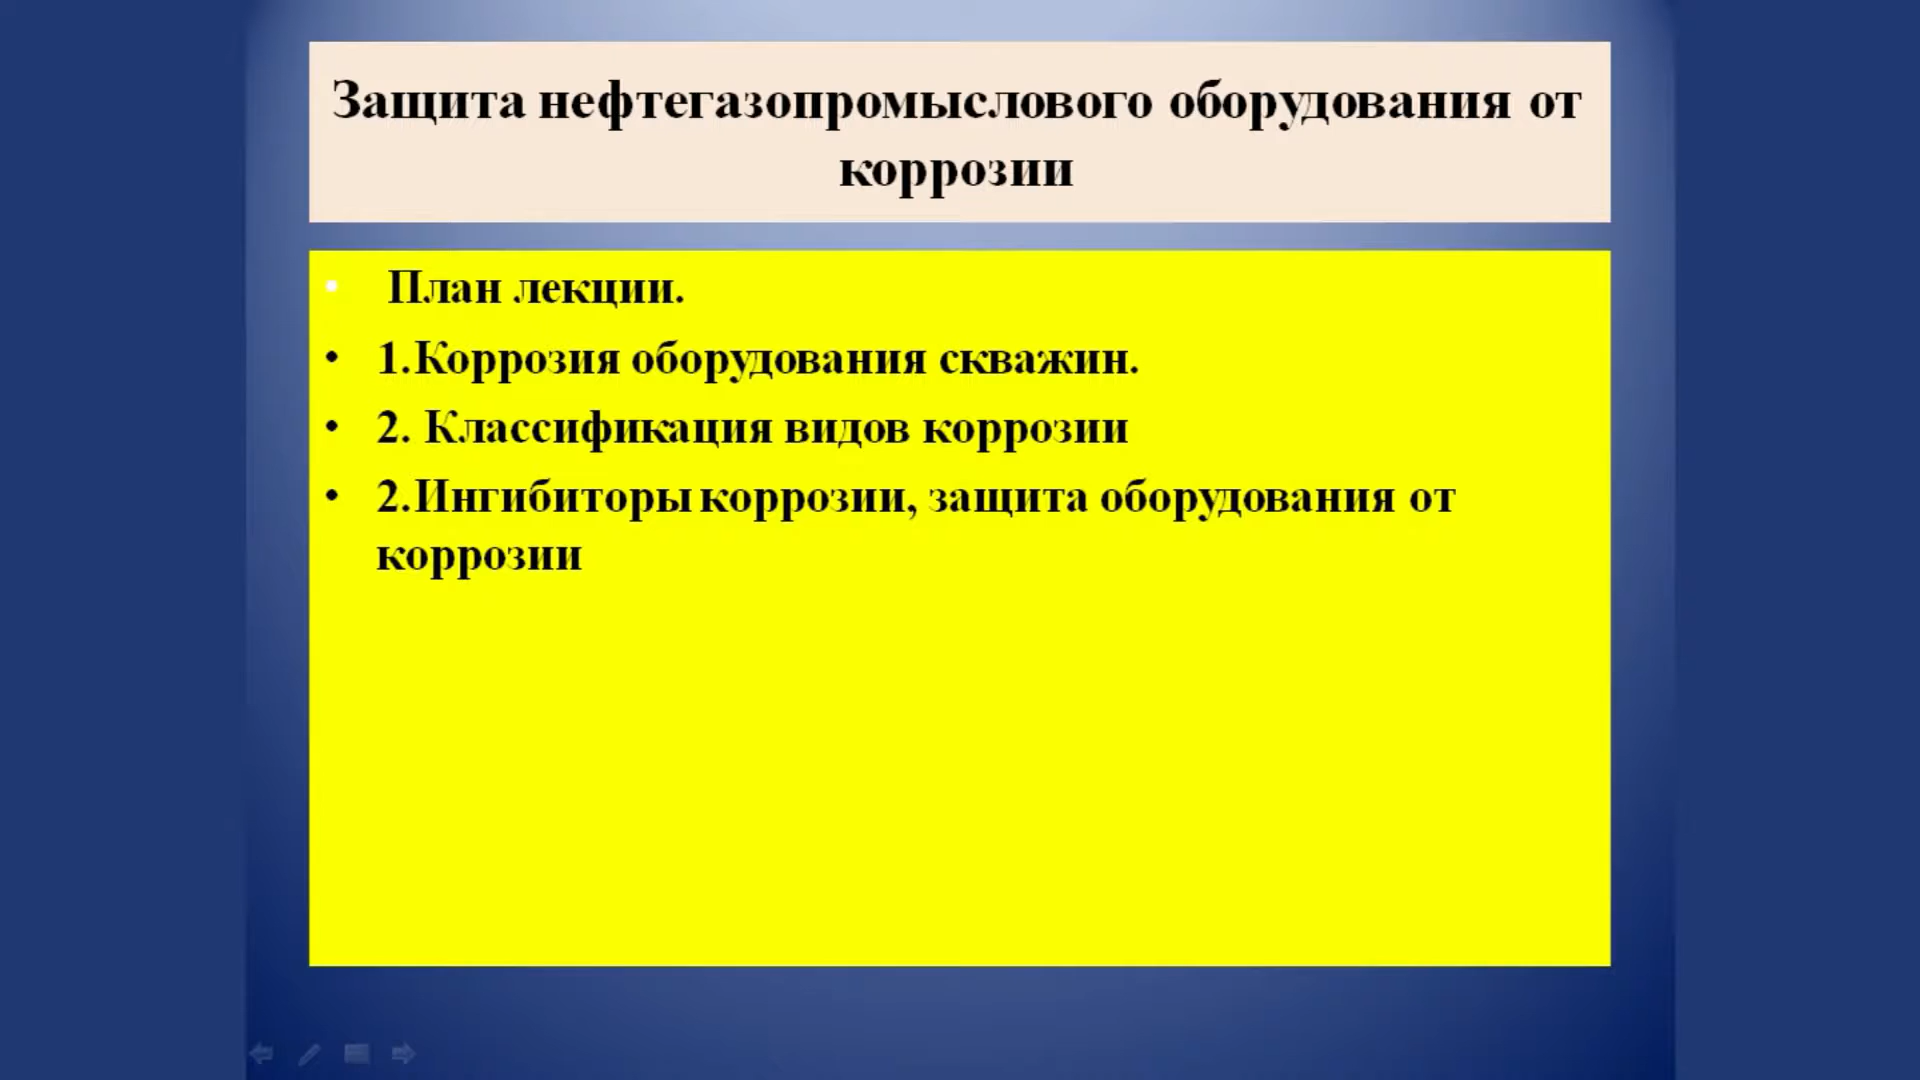 Защита нефтегазопромыслового оборудования от
коррозии
• План лекции.
• 1.Коррозия оборудования скважин.
• 2. Классификация видов коррозии
• 2.Ингибиторы коррозии, защита оборудования от
коррозии